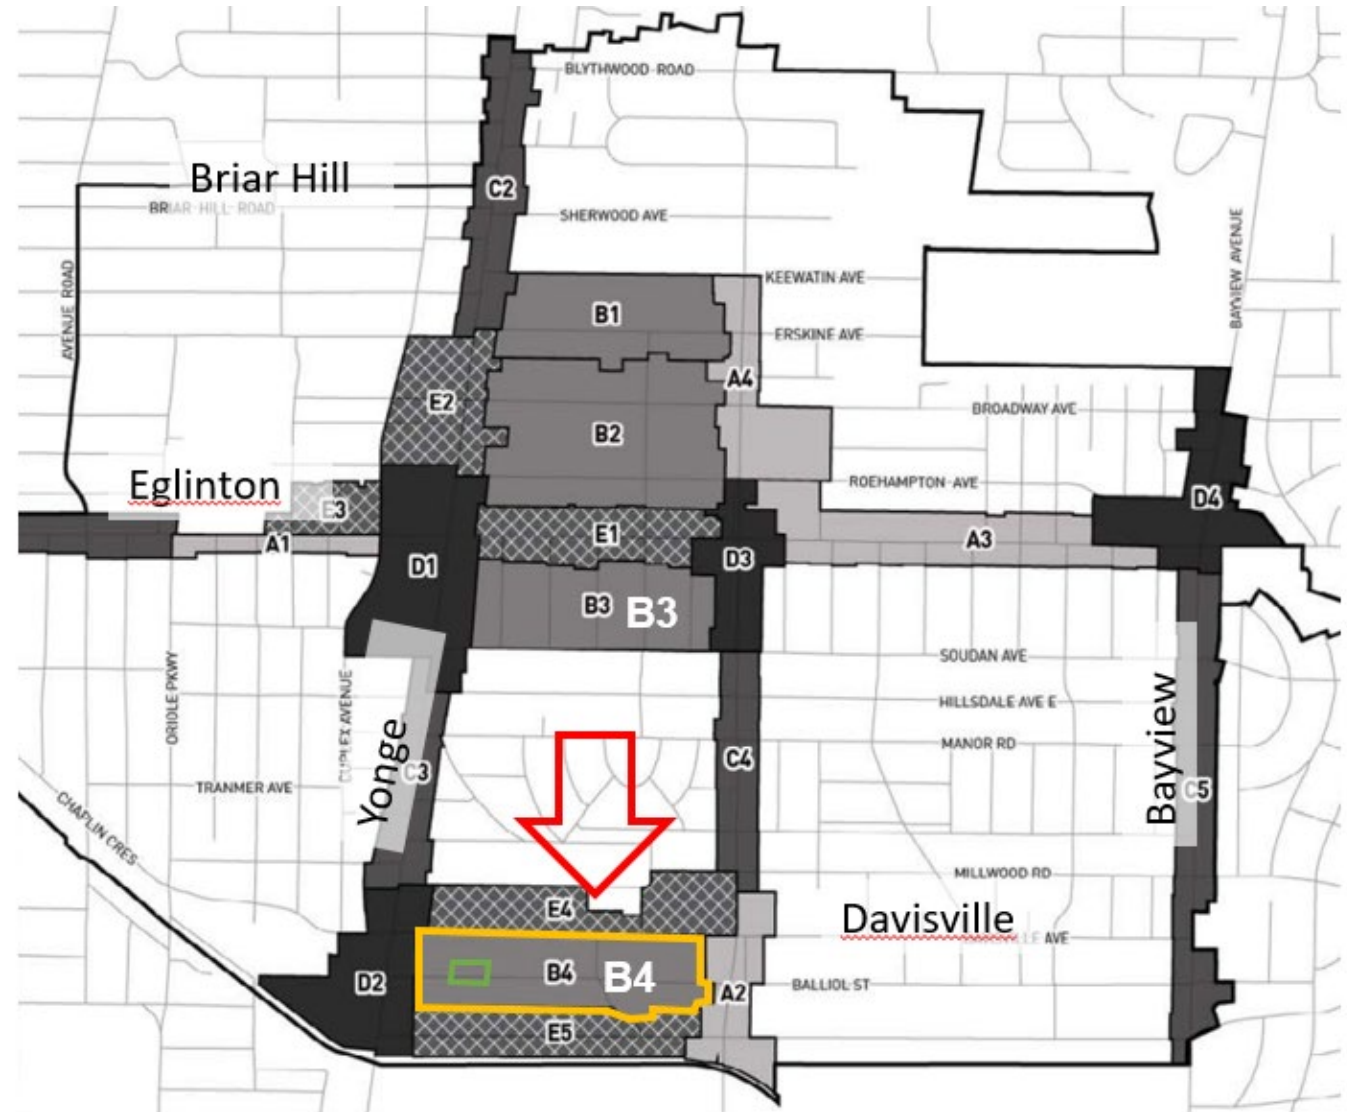 BLYTHWOOD ROAD
Briar Hill
C2
BRIAR HILL ROAD
SHERWOOD AVE
BAYVIEW AVENUE
AVENUE ROAD
KEEWATIN AVE
B1
ERSKINE AVE
A4
E2
BROADWAY AVE
B2
Eglinton
ROEHAMPTON AVE
D4
E3
E1
A1
A3
D1
D3
B3
B3
SOUDAN AVE
ORIOLE PKWY
DUPLEX AVENUE
HILLSDALE AVE E
MANOR RD
Yonge
C3
C4
Bayview
C5
TRANMER AVE
CHAPLIN CRES
MILLWOOD RD
E4
Davisville
AVE
D2
B4
B4
A2
BALLIOL ST
E5